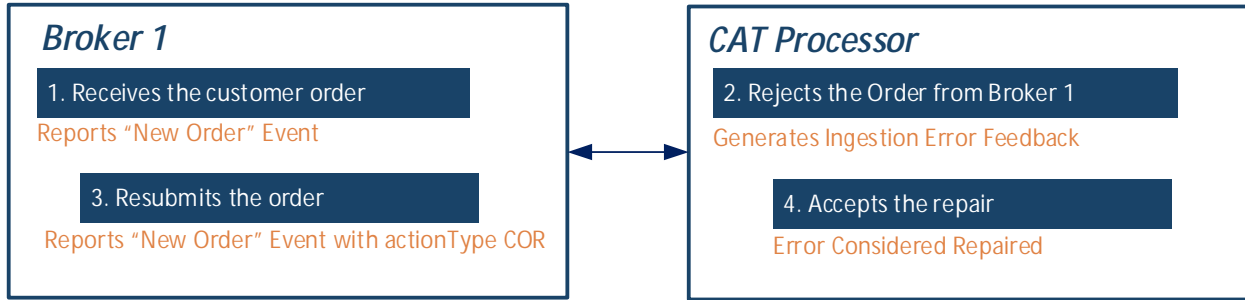 Broker 1
1. Receives the customer order
Reports “New Order” Event
3. Resubmits the order
Reports “New Order” Event with actionType COR
CAT Processor
2. Rejects the Order from Broker 1
Generates Ingestion Error Feedback
4. Accepts the repair
Error Considered Repaired